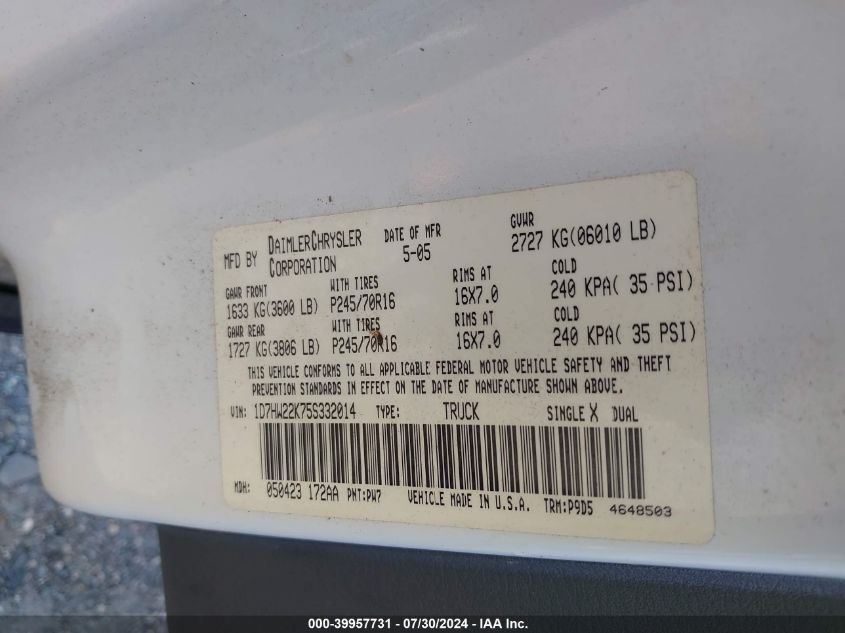 MFD BY DAIMLERCHRYSLER CORPORATION
DATE OF MFR 5-05
GVWR 2727 KG(06010 LB)
GAWR FRONT WITH TIRES RIMS AT COLD
1633 KG(3600 LB) P245/70R16 16X7.0 240 KPA( 35 PSI)
GAWR REAR WITH TIRES RIMS AT COLD
1727 KG(3806 LB) P245/70R16 16X7.0 240 KPA( 35 PSI)
THIS VEHICLE CONFORMS TO ALL APPLICABLE FEDERAL MOTOR VEHICLE SAFETY AND THEFT
PREVENTION STANDARDS IN EFFECT ON THE DATE OF MANUFACTURE SHOWN ABOVE.
VIN: 1D7HW22K75S332014 TYPE: TRUCK SINGLE X DUAL
MDH: 050423 172AA PNT:PW7 VEHICLE MADE IN U.S.A. TRM:P9D5 4648503
000-39957731 - 07/30/2024 - IAA Inc.